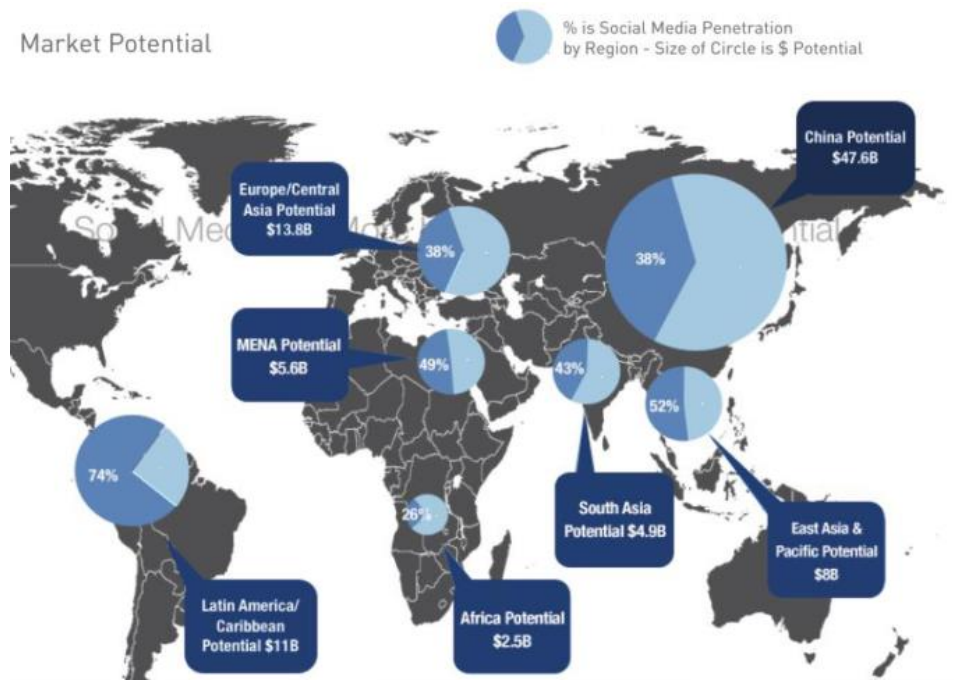 Market Potential
% is Social Media Penetration
by Region - Size of Circle is $ Potential
China Potential
$47.6B
Europe/Central
Asia Potential
$13.8B
38%
38%
MENA Potential
$5.6B
49%
43%
52%
74%
26%
South Asia
Potential $4.9B
East Asia &
Pacific Potential
$8B
Latin America/
Caribbean
Potential $11B
Africa Potential
$2.5B